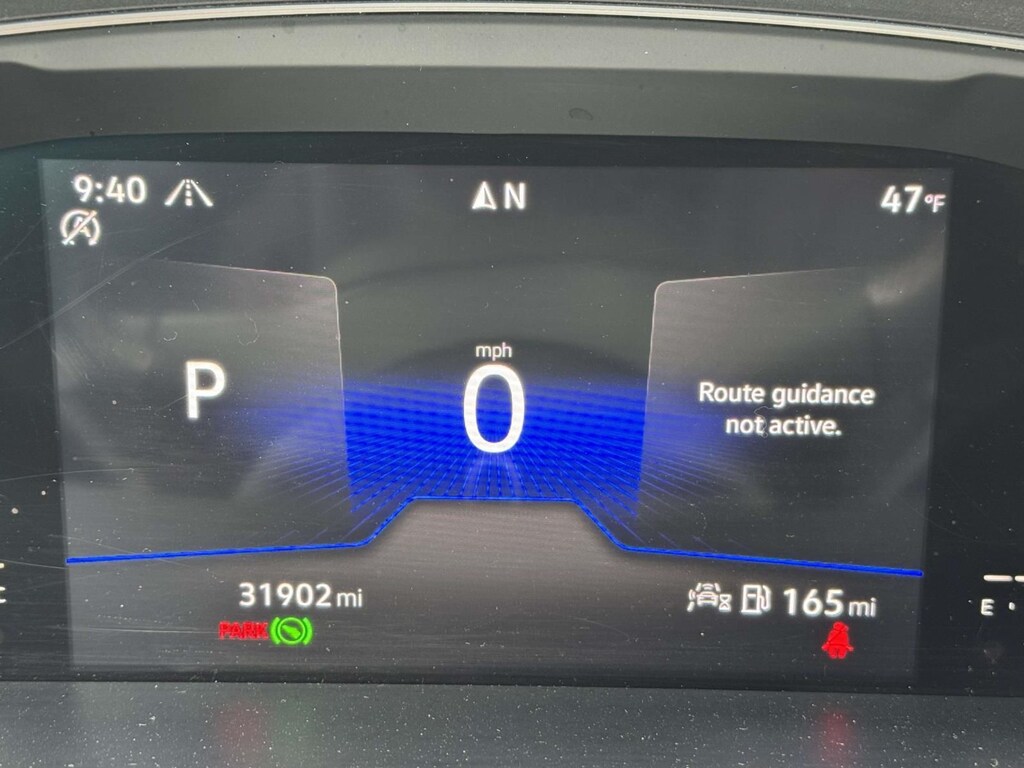 9:40
N
47°F
A
P
mph
0
Route guidance
not active.
31902 mi
165 mi
PARK
E